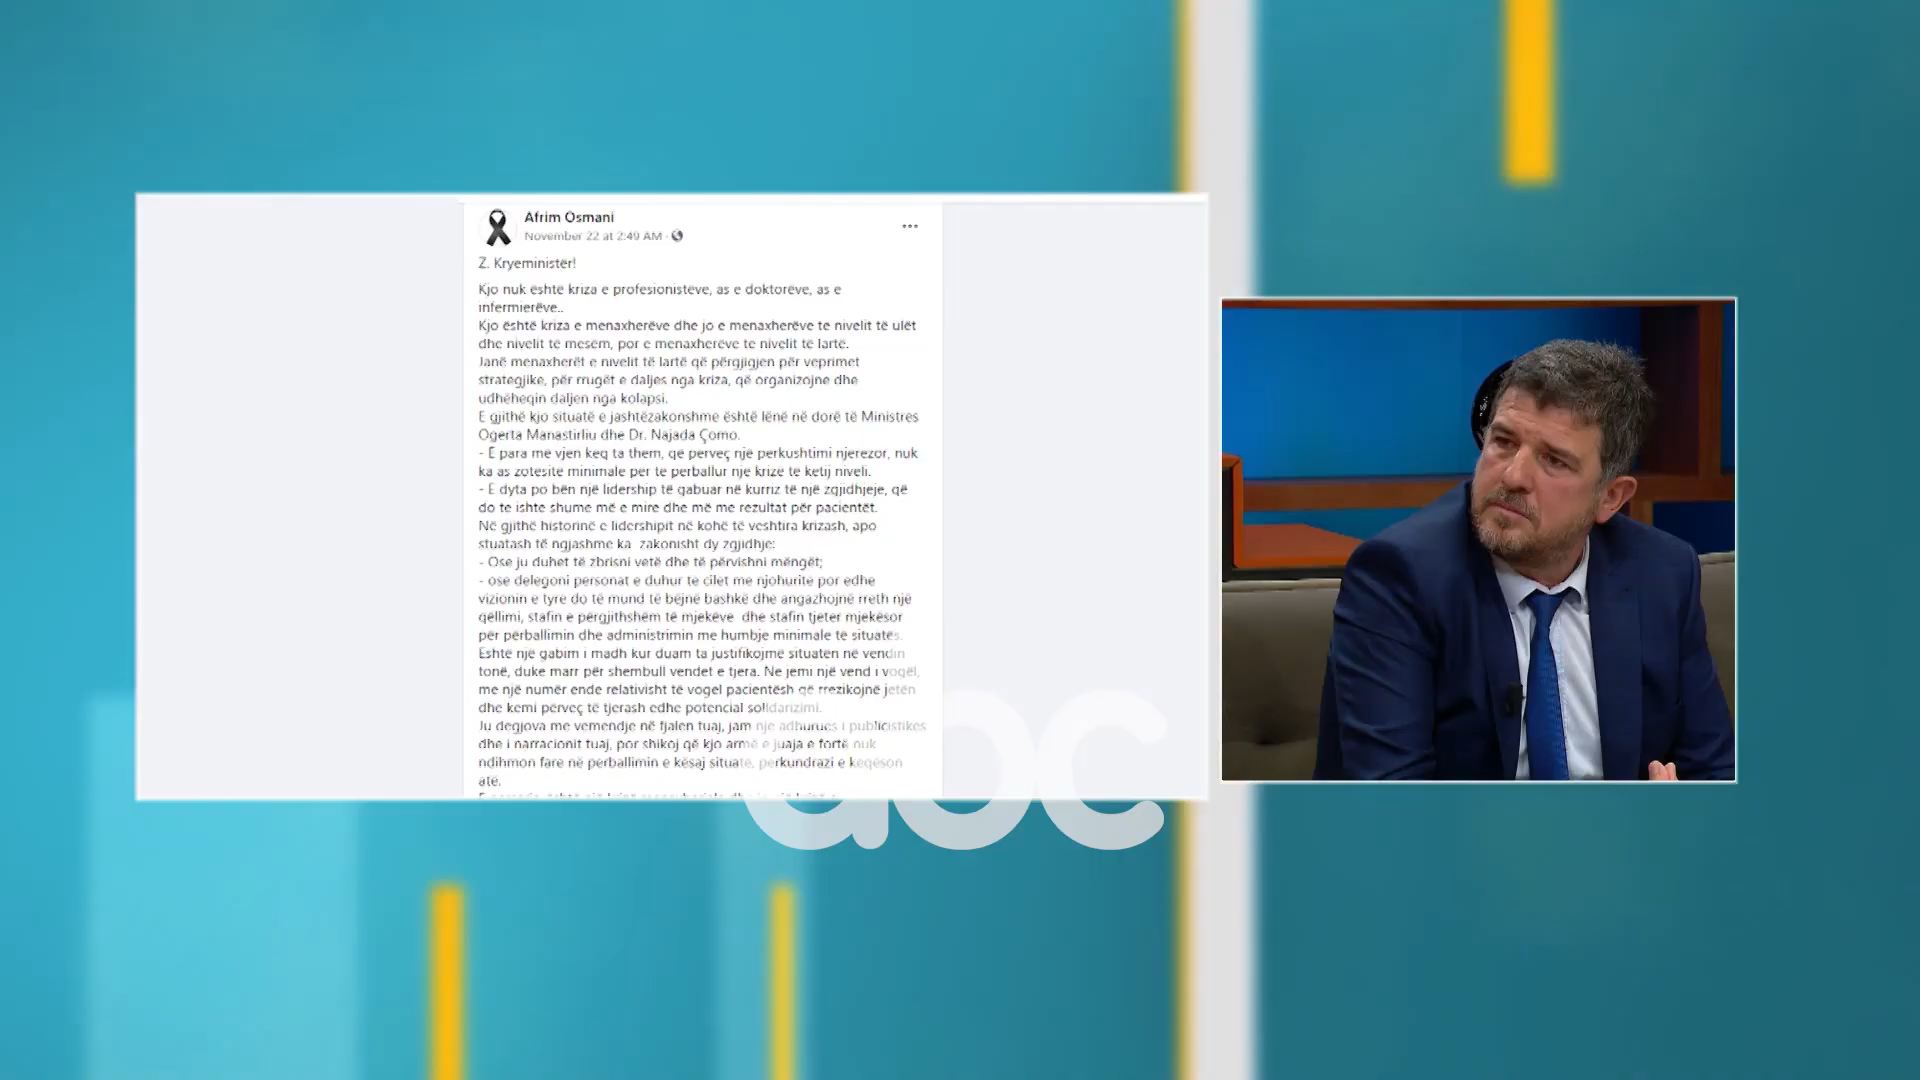 Afrim Osmani
November 22 at 2:49 AM ·
Z. Kryeministër!
Kjo nuk është kriza e profesionistëve, as e doktorëve, as e
infermierëve..
Kjo është kriza e menaxherëve dhe jo e menaxherëve te nivelit të ulët
dhe nivelit të mesëm, por e menaxherëve te nivelit të lartë.
Janë menaxherët e nivelit të lartë që përgjigjen për veprimet
strategjike, për rrugët e daljes nga kriza, që organizojne dhe
udhëheqin daljen nga kolapsi.
E gjithë kjo situatë e jashtëzakonshme është lënë në dorë të Ministres
Ogerta Manastirliu dhe Dr. Najada Çomo.
- E para më vjen keq ta them, që perveç një perkushtimi njerezor, nuk
ka as zotesite minimale per te perballur nje krize te ketij niveli.
- E dyta po bën një lidership të gabuar në kurriz të një zgjidhjeje, që
do te ishte shume më e mire dhe më me rezultat për pacientët.
Në gjithë historinë e lidershipit në kohë të veshtira krizash, apo
stuatash të ngjashme ka zakonisht dy zgjidhje:
- Ose ju duhet të zbrisni vetë dhe të përvishni mëngët;
- ose delegoni personat e duhur te cilet me njohurite por edhe
vizionin e tyre do të mund të bëjnë bashkë dhe angazhojnë rreth një
qëllimi, stafin e përgjithshëm të mjekëve dhe stafin tjeter mjekësor
për përballimin dhe administrimin me humbje minimale të situatës.
Eshtë një gabim i madh kur duam ta justifikojmë situatën në vendin
tonë, duke marr për shembull vendet e tjera. Ne jemi një vend i vogël,
me një numër ende relativisht të vogel pacientësh që rrezikojnë jetën
dhe kemi përveç të tjerash edhe potencial solidarizimi.
Ju degjova me vemendje në fjalën tuaj, jam nje adhurues i publicistikes
dhe i narracionit tuaj, por shikoj që kjo armë e juaja e fortë nuk
ndihmon fare në përballimin e kësaj situate, perkundrazi e keqëson
atë.
abc